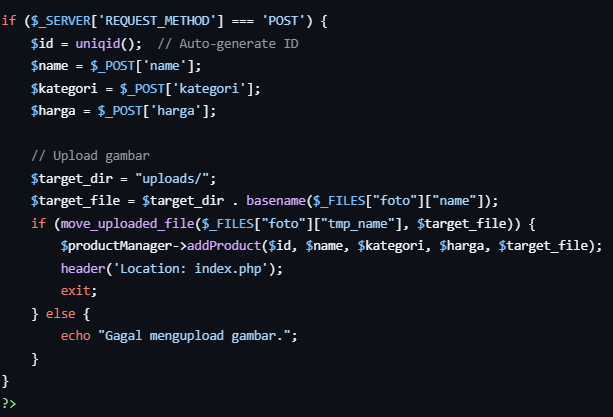 if ($_SERVER['REQUEST_METHOD'] === 'POST') {
    $id = uniqid();  // Auto-generate ID
    $name = $_POST['name'];
    $kategori = $_POST['kategori'];
    $harga = $_POST['harga'];

    // Upload gambar
    $target_dir = "uploads/";
    $target_file = $target_dir . basename($_FILES["foto"]["name"]);
    if (move_uploaded_file($_FILES["foto"]["tmp_name"], $target_file)) {
        $productManager->addProduct($id, $name, $kategori, $harga, $target_file);
        header('Location: index.php');
        exit;
    } else {
        echo "Gagal mengupload gambar.";
    }
}
?>